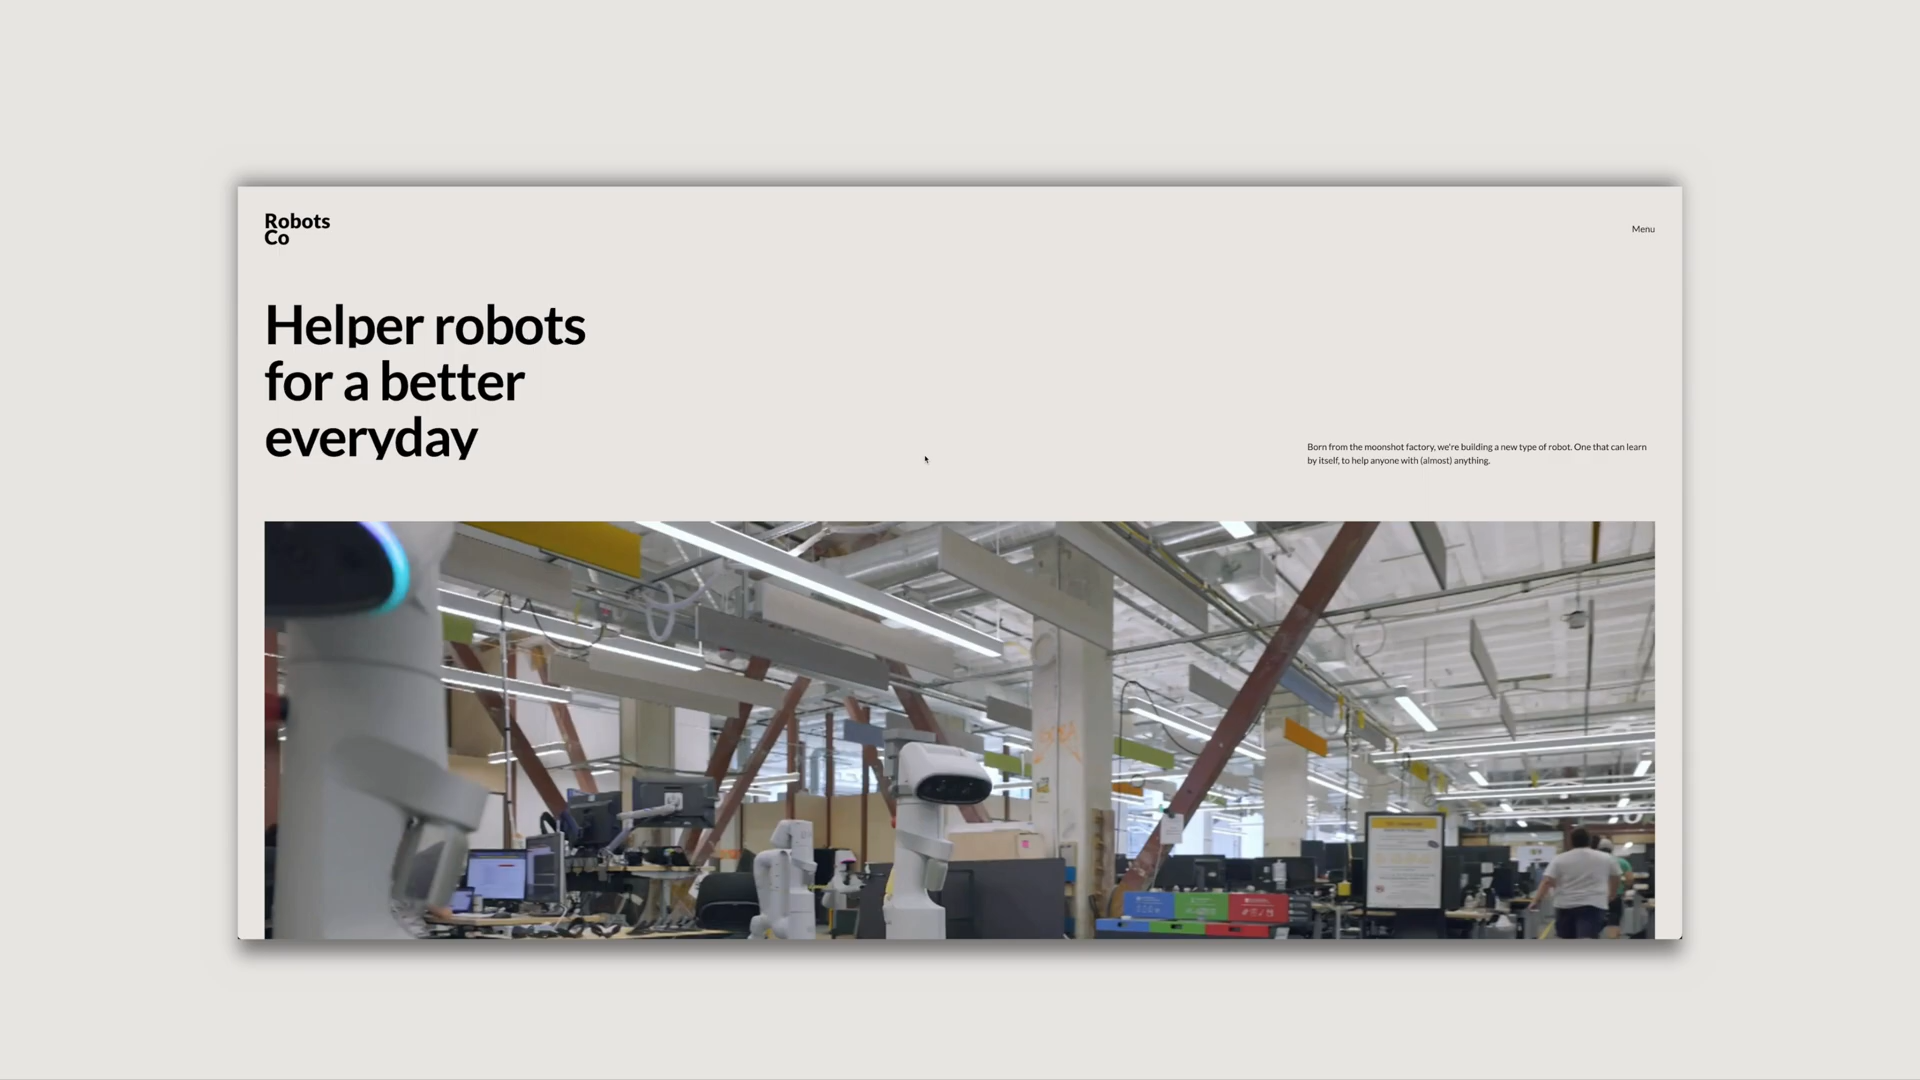 Robots
Co
Menu
Helper robots
for a better
everyday
Born from the moonshot factory, we're building a new type of robot. One that can learn
by itself, to help anyone with (almost) anything.